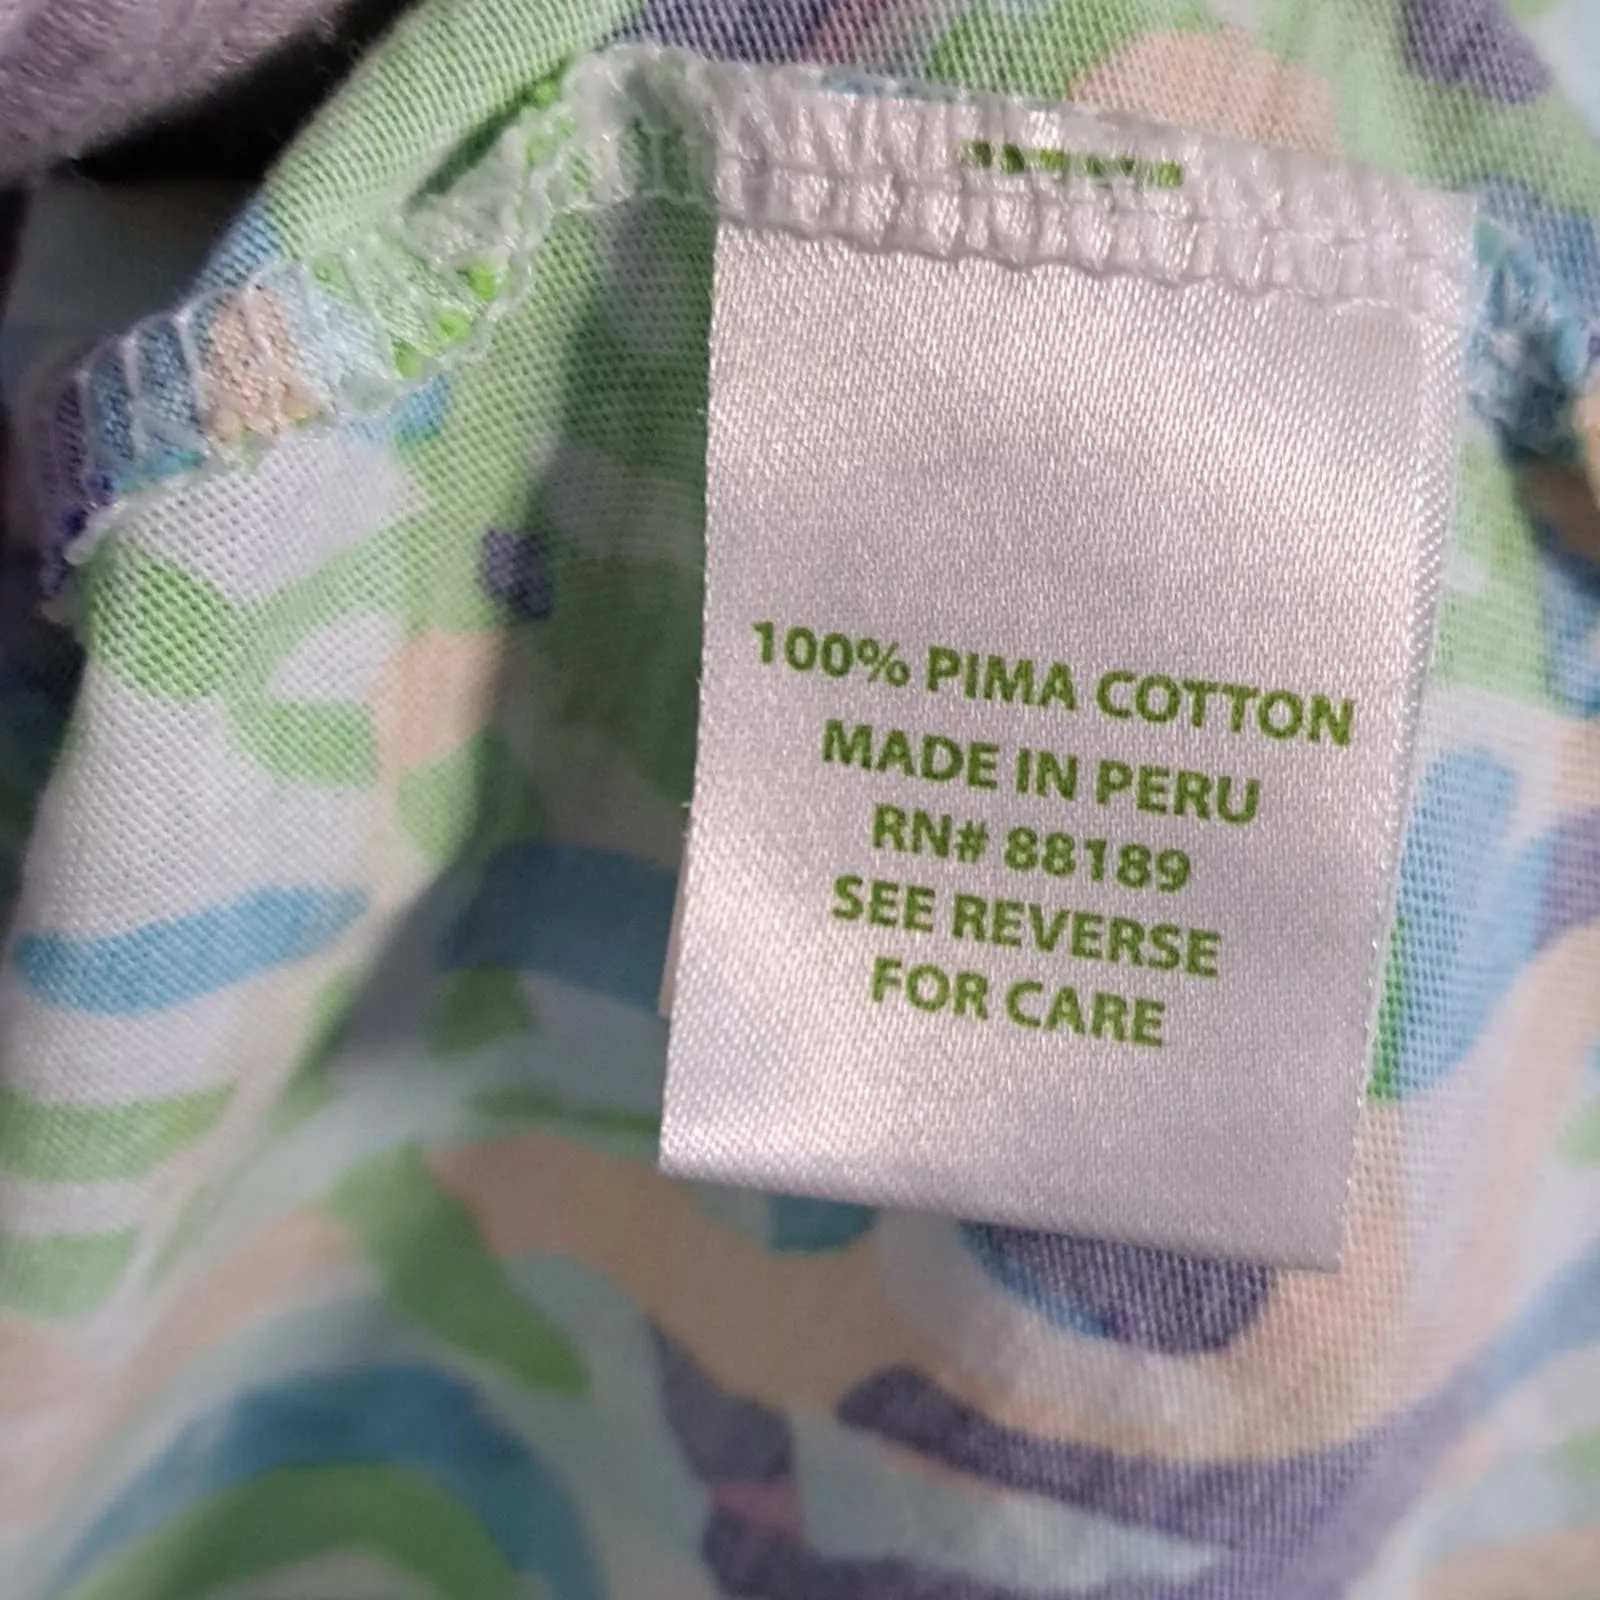 100% PIMA COTTON
MADE IN PERU
RN# 88189
SEE REVERSE
FOR CARE